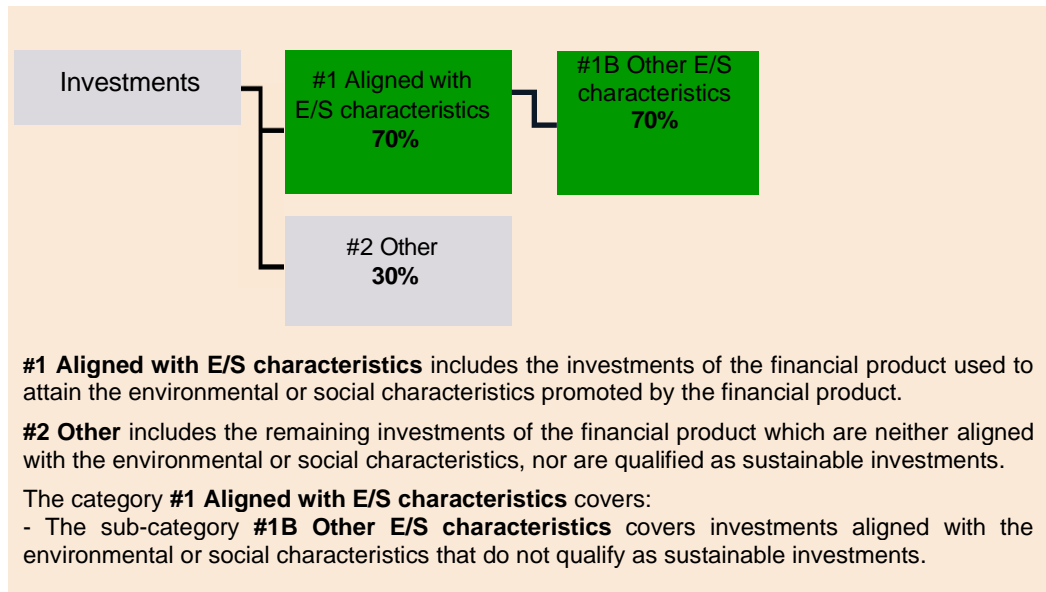 Investments
#1 Aligned with
E/S characteristics
70%
#1B Other E/S
characteristics
70%
#2 Other
30%
#1 Aligned with E/S characteristics includes the investments of the financial product used to
attain the environmental or social characteristics promoted by the financial product.
#2 Other includes the remaining investments of the financial product which are neither aligned
with the environmental or social characteristics, nor are qualified as sustainable investments.
The category #1 Aligned with E/S characteristics covers:
- The sub-category #1B Other E/S characteristics covers investments aligned with the
environmental or social characteristics that do not qualify as sustainable investments.